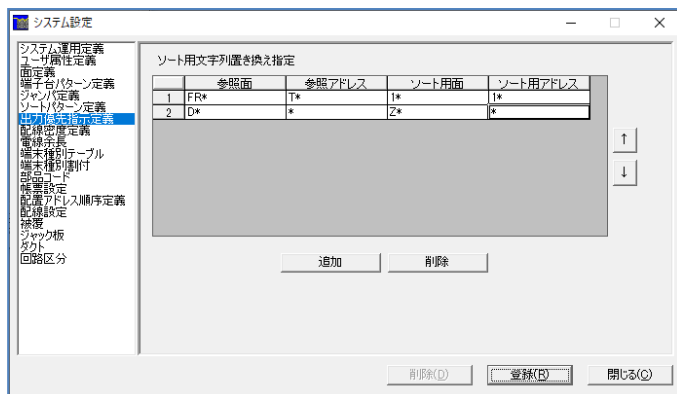 システム設定
システム運用定義
ユーザ属性定義
面定義
端子台パターン定義
ジャンパ定義
ソートパターン定義
出力優先指示定義
配線密度定義
電線余長
端末種別テーブル
端末種別割付
部品コード
帳票設定
配置アドレス順序定義
配線設定
被覆
ジャック板
ダクト
回路区分
ソート用文字列置き換え指定
参照面 参照アドレス ソート用面 ソート用アドレス
1 FR* T* 1* 1*
2 D* * Z* *
↑
↓
追加 削除
削除(D) 登録(R) 閉じる(C)